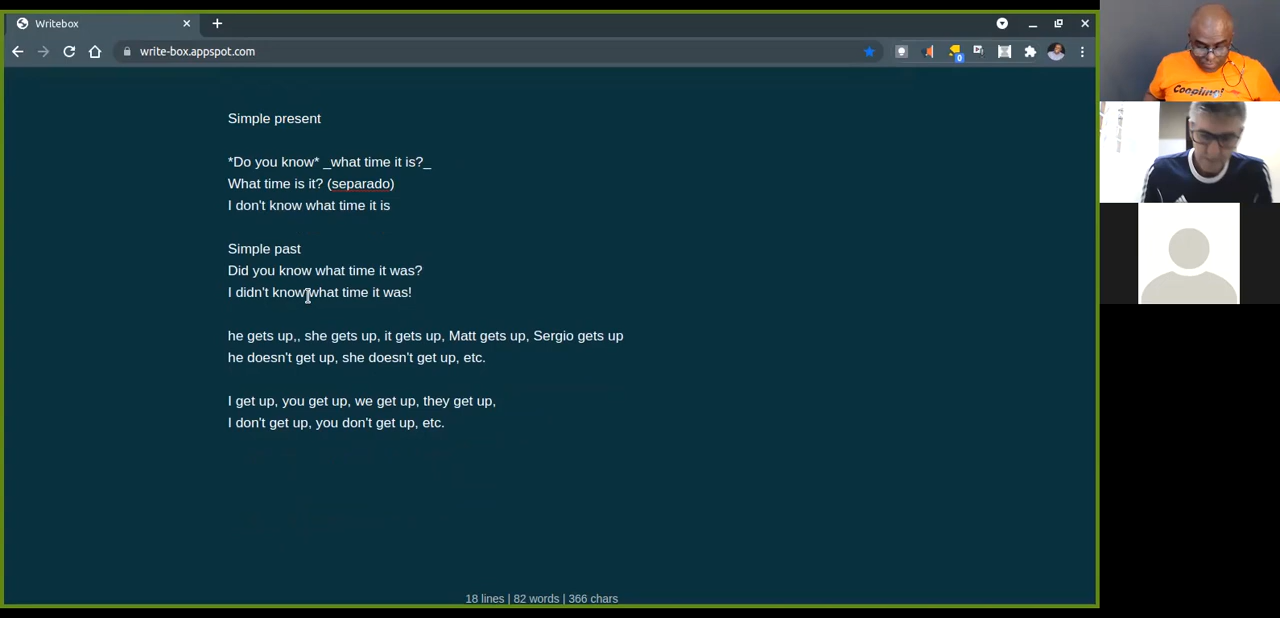 Writebox
write-box.appspot.com
0
Simple present
*Do you know* _what time it is?_
What time is it? (separado)
I don't know what time it is
Simple past
Did you know what time it was?
I didn't know what time it was!
he gets up,, she gets up, it gets up, Matt gets up, Sergio gets up
he doesn't get up, she doesn't get up, etc.
I get up, you get up, we get up, they get up,
I don't get up, you don't get up, etc.
18 lines | 82 words | 366 chars